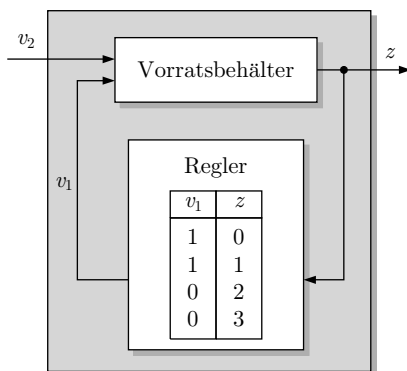 v₂
Vorratsbehälter
z
v₁
Regler
v₁ z
1 0
1 1
0 2
0 3